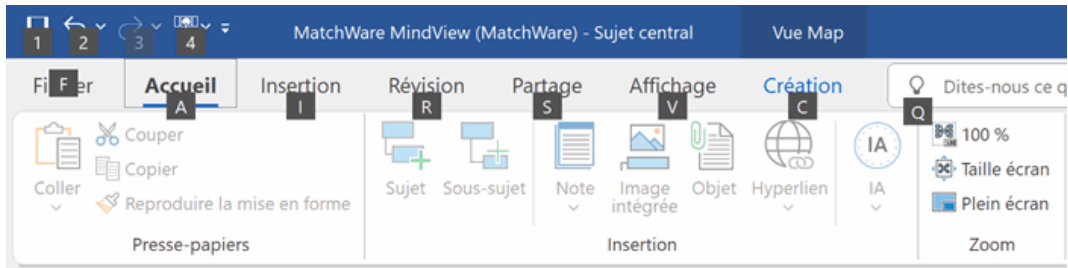 1 2 3 4 MatchWare MindView (MatchWare) - Sujet central Vue Map
Fi er Accueil Insertion Révision Partage Affichage Création Dites-nous ce q
F A I R S V C Q
Couper 100 %
Copier IA Taille écran
Coller Reproduire la mise en forme Sujet Sous-sujet Note Image intégrée Objet Hyperlien IA Plein écran
Presse-papiers Insertion Zoom